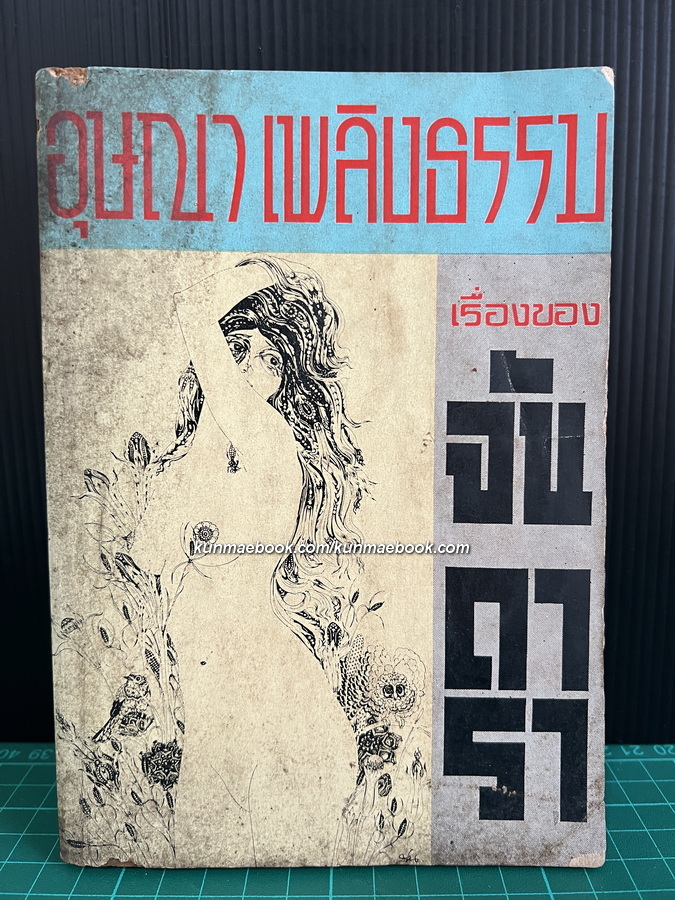 อุษณา เพลิงธรรม
เรื่องของ
จัน
ดา
รา
kunmaebook.com/kunmaebook.com